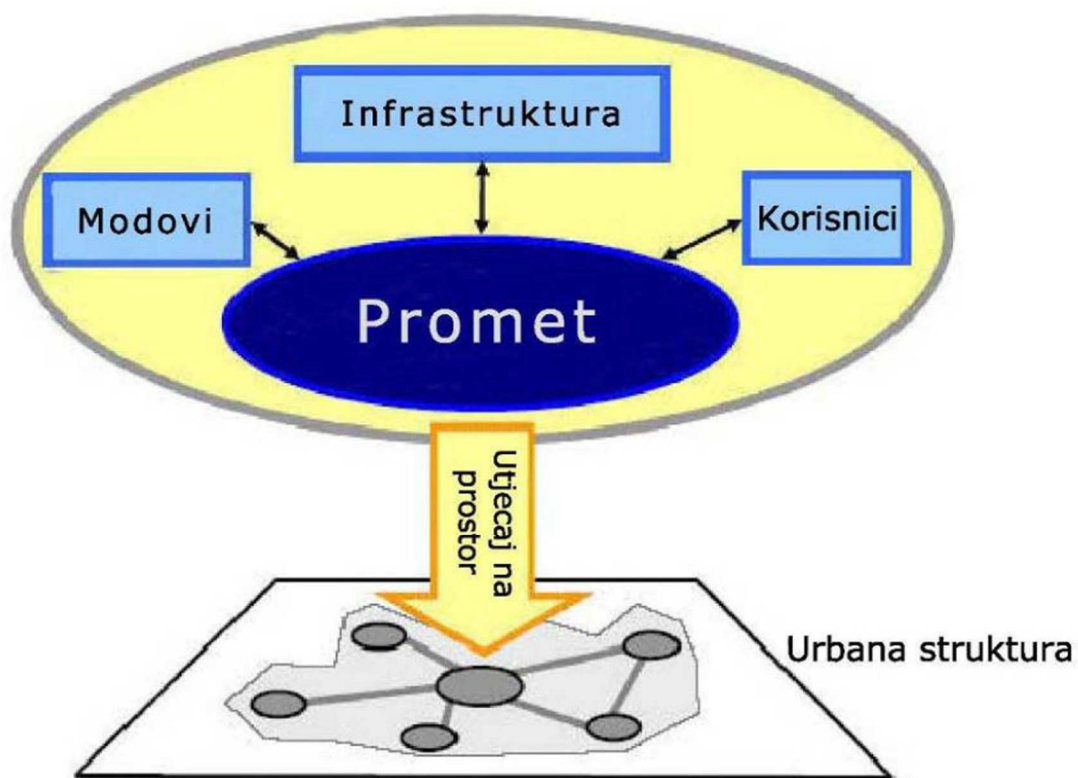 Infrastruktura
Modovi
Korisnici
Promet
Utjecaj na
prostor
Urbana struktura